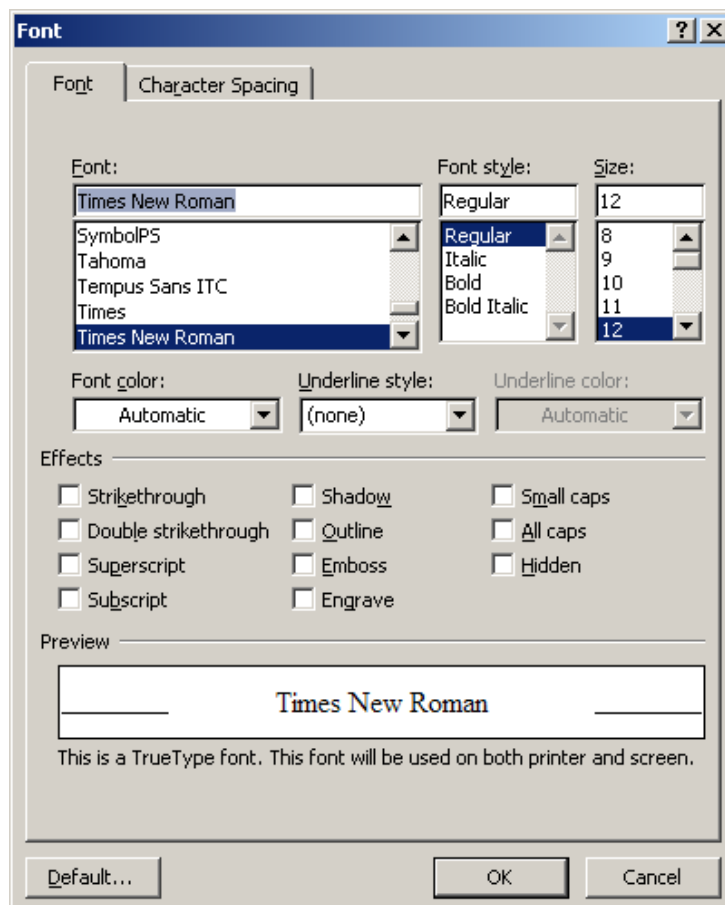 Font
Font Character Spacing
Font: Font style: Size:
Times New Roman Regular 12
SymbolPS Regular 8
Tahoma Italic 9
Tempus Sans ITC Bold 10
Times Bold Italic 11
Times New Roman 12
Font color: Underline style: Underline color:
Automatic (none) Automatic
Effects
Strikethrough Shadow Small caps
Double strikethrough Outline All caps
Superscript Emboss Hidden
Subscript Engrave
Preview
Times New Roman
This is a TrueType font. This font will be used on both printer and screen.
Default... OK Cancel